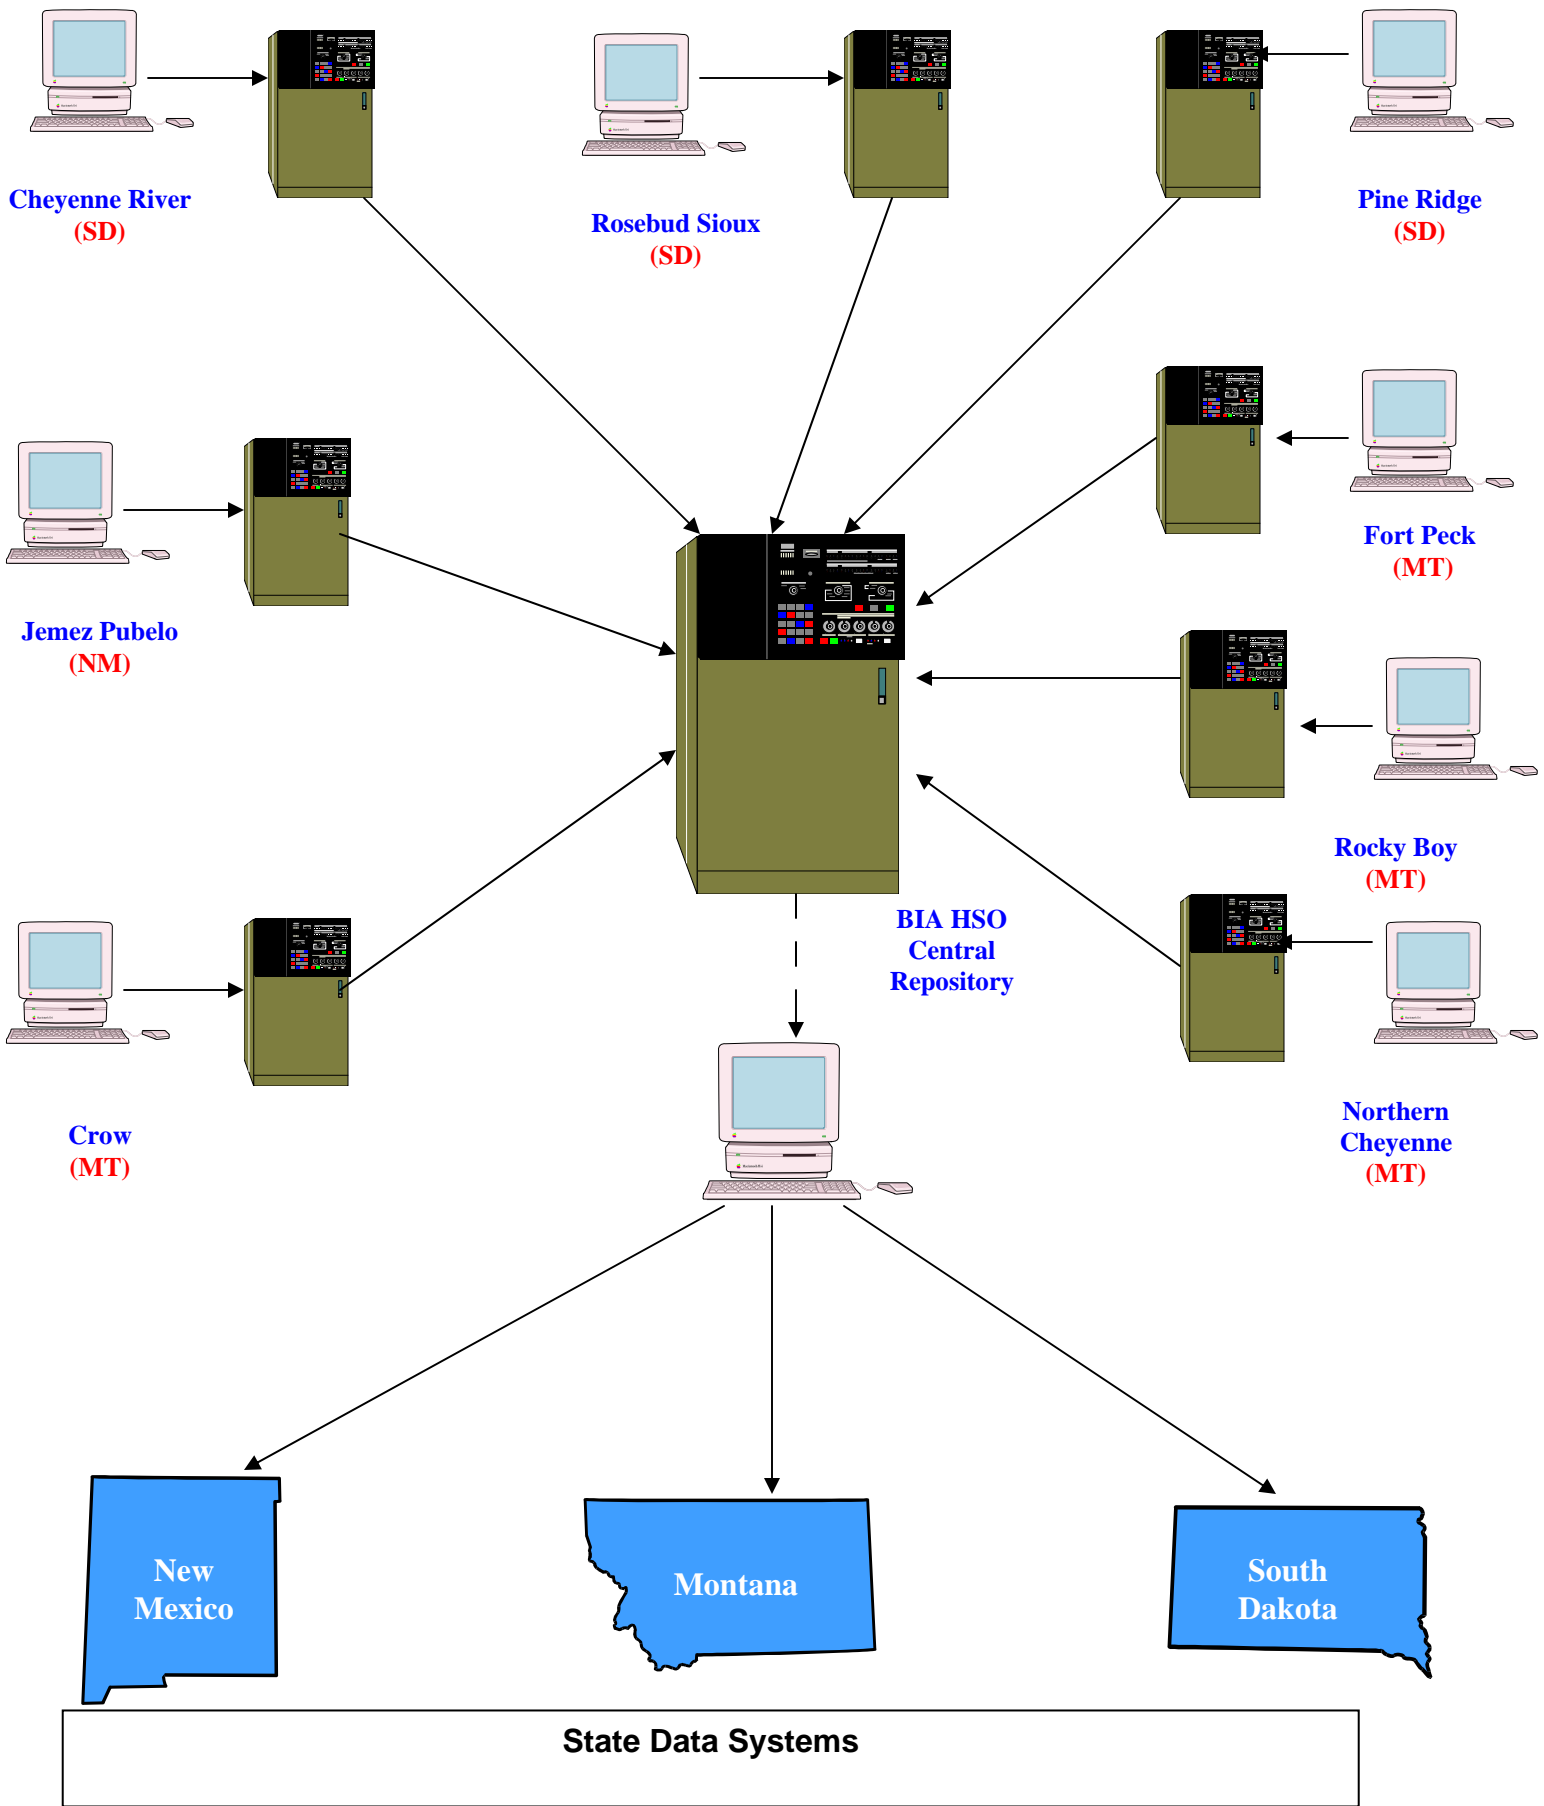 Cheyenne River
(SD)
Rosebud Sioux
(SD)
Pine Ridge
(SD)
Jemez Pubelo
(NM)
Fort Peck
(MT)
Rocky Boy
(MT)
BIA HSO
Central
Repository
Crow
(MT)
Northern
Cheyenne
(MT)
New
Mexico
Montana
South
Dakota
State Data Systems